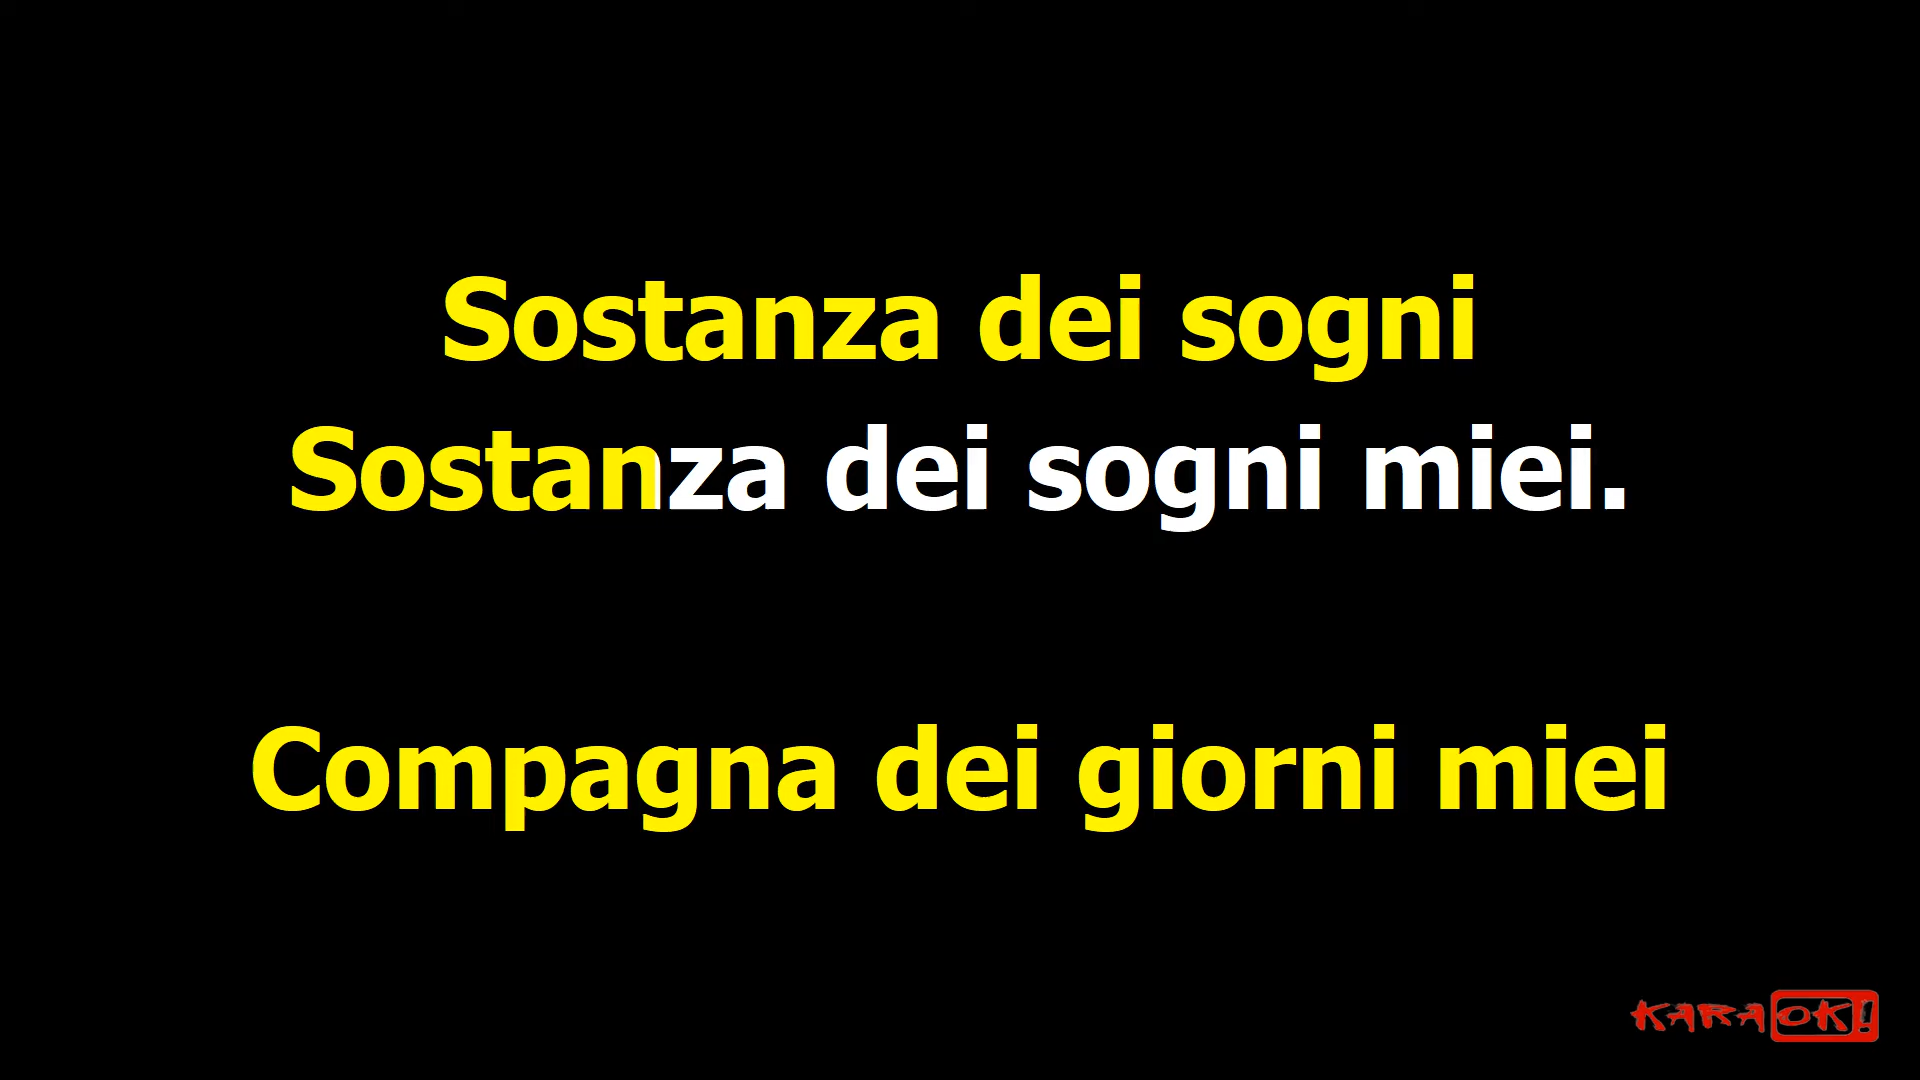 Sostanza dei sogni
Sostanza dei sogni miei.
Compagna dei giorni miei
KARAOK!